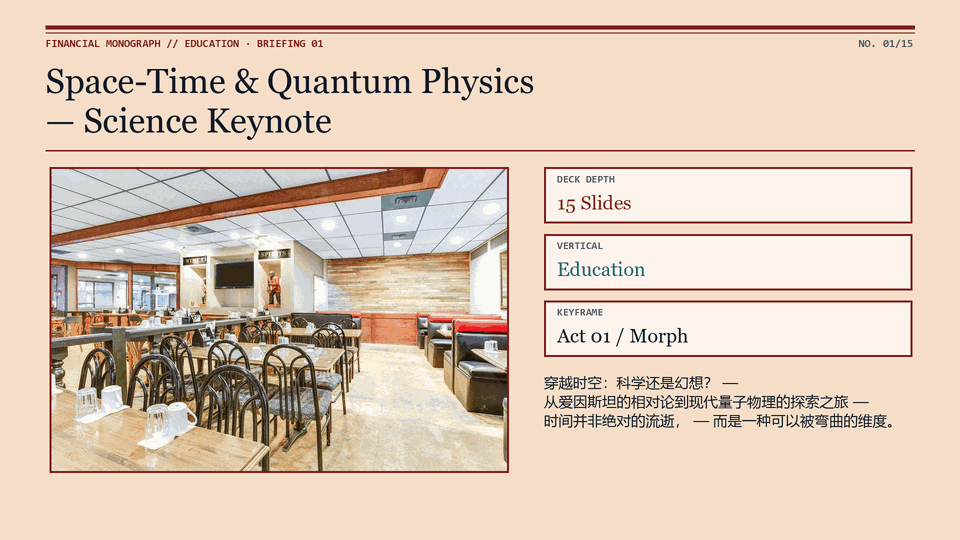 FINANCIAL MONOGRAPH // EDUCATION · BRIEFING 01
NO. 01/15
Space-Time & Quantum Physics
— Science Keynote
DECK DEPTH
15 Slides
VERTICAL
Education
KEYFRAME
Act 01 / Morph
穿越时空：科学还是幻想？ —
从爱因斯坦的相对论到现代量子物理的探索之旅 —
时间并非绝对的流逝， — 而是一种可以被弯曲的维度。